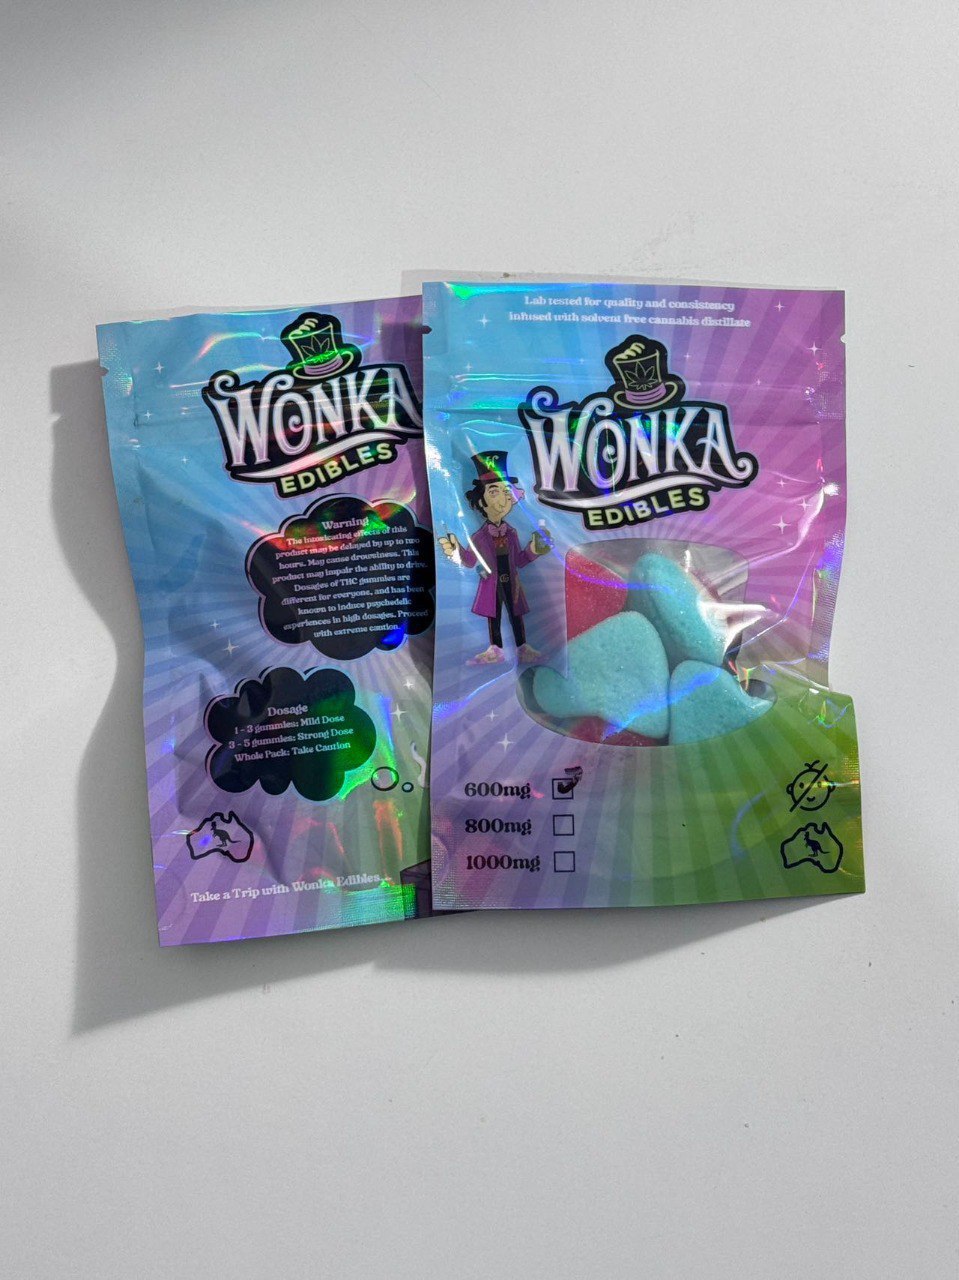 WONKA
EDIBLES
Warning
The intoxicating effects of this
product may be delayed by up to two
hours. May cause drowsiness. This
product may impair the ability to drive.
Dosages of THC gummies are
different for everyone, and has been
known to induce psychedelic
experiences in high dosages. Proceed
with extreme caution.
Dosage
1 - 3 gummies: Mild Dose
3 - 5 gummies: Strong Dose
Whole Pack: Take Caution
Take a Trip with Wonka Edibles...
Lab tested for quality and consistency
infused with solvent free cannabis distillate
WONKA
EDIBLES
W
600mg
800mg
1000mg